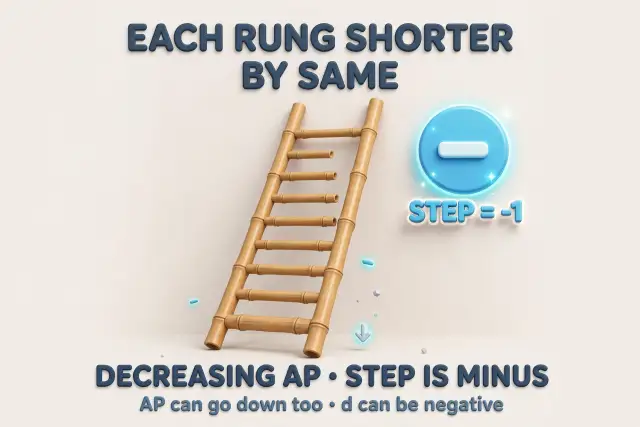 EACH RUNG SHORTER
BY SAME
STEP = -1
DECREASING AP • STEP IS MINUS
AP can go down too • d can be negative